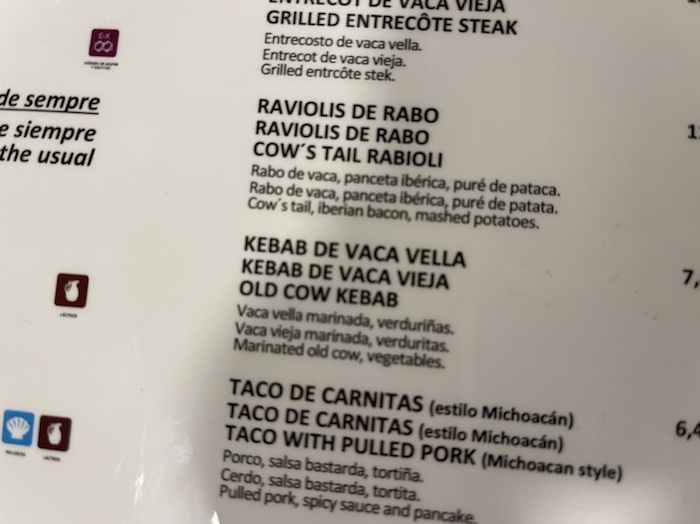 ENTRECOT DE VACA VIEJA
GRILLED ENTRECÔTE STEAK
Entrecosto de vaca vella.
Entrecot de vaca vieja.
Grilled entrcôte stek.
de sempre
e siempre
the usual
RAVIOLIS DE RABO
RAVIOLIS DE RABO
COW´S TAIL RABIOLI
Rabo de vaca, panceta ibérica, puré de pataca.
Rabo de vaca, panceta ibérica, puré de patata.
Cow´s tail, iberian bacon, mashed potatoes.
KEBAB DE VACA VELLA
KEBAB DE VACA VIEJA
OLD COW KEBAB
7,
Vaca vella marinada, verduriñas.
Vaca vieja marinada, verduritas.
Marinated old cow, vegetables.
TACO DE CARNITAS (estilo Michoacán)
TACO DE CARNITAS (estilo Michoacán)
TACO WITH PULLED PORK (Michoacan style)
6,4
Porco, salsa bastarda, tortiña.
Cerdo, salsa bastarda, tortita.
Pulled pork, spicy sauce and pancake.